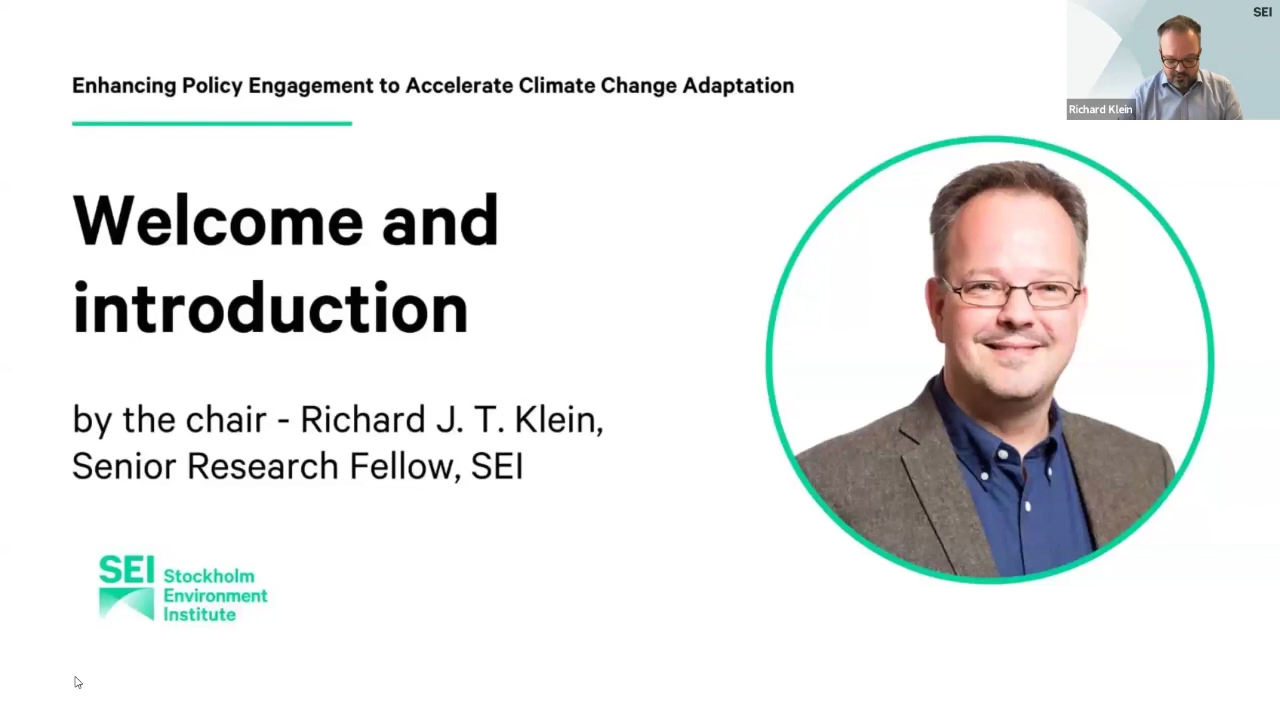 Enhancing Policy Engagement to Accelerate Climate Change Adaptation
SEI
Richard Klein
Welcome and
introduction
by the chair - Richard J. T. Klein,
Senior Research Fellow, SEI
SEI Stockholm
Environment
Institute